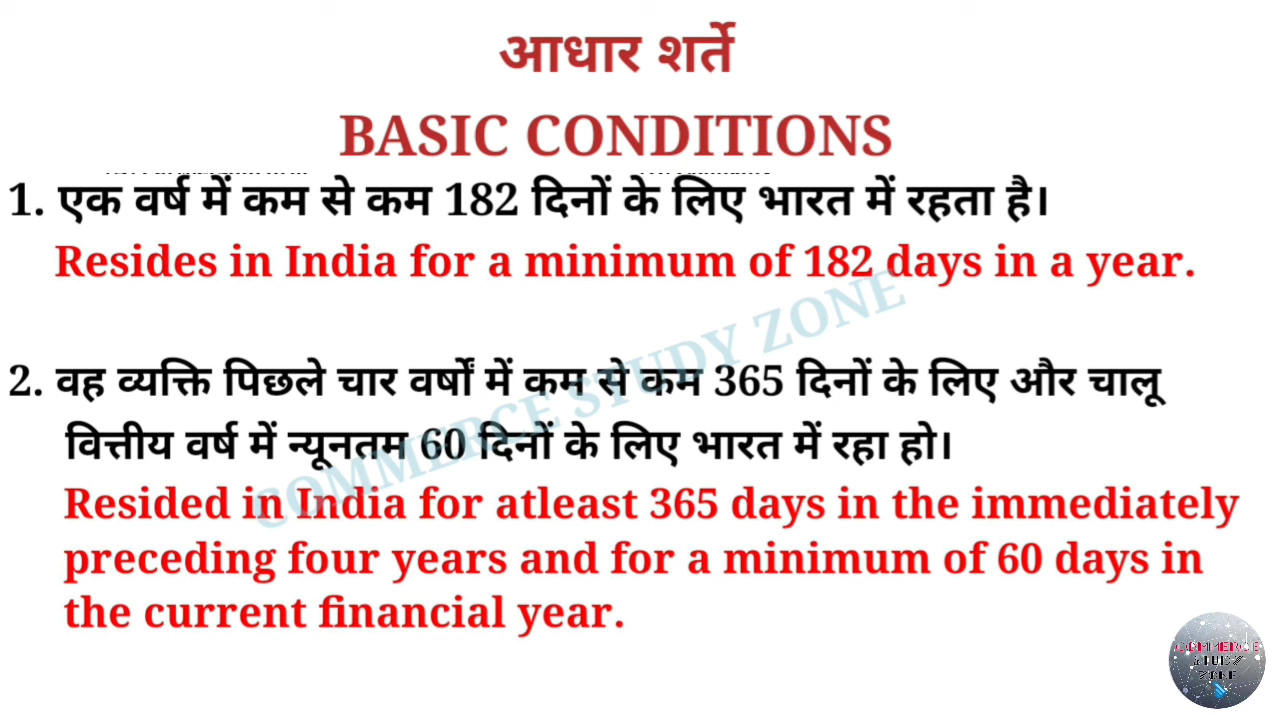 आधार शर्ते
BASIC CONDITIONS
1. एक वर्ष में कम से कम 182 दिनों के लिए भारत में रहता है।
Resides in India for a minimum of 182 days in a year.
2. वह व्यक्ति पिछले चार वर्षों में कम से कम 365 दिनों के लिए और चालू
वित्तीय वर्ष में न्यूनतम 60 दिनों के लिए भारत में रहा हो।
Resided in India for atleast 365 days in the immediately
preceding four years and for a minimum of 60 days in
the current financial year.
COMMERCE STUDY ZONE
COMMERCE
STUDY
ZONE